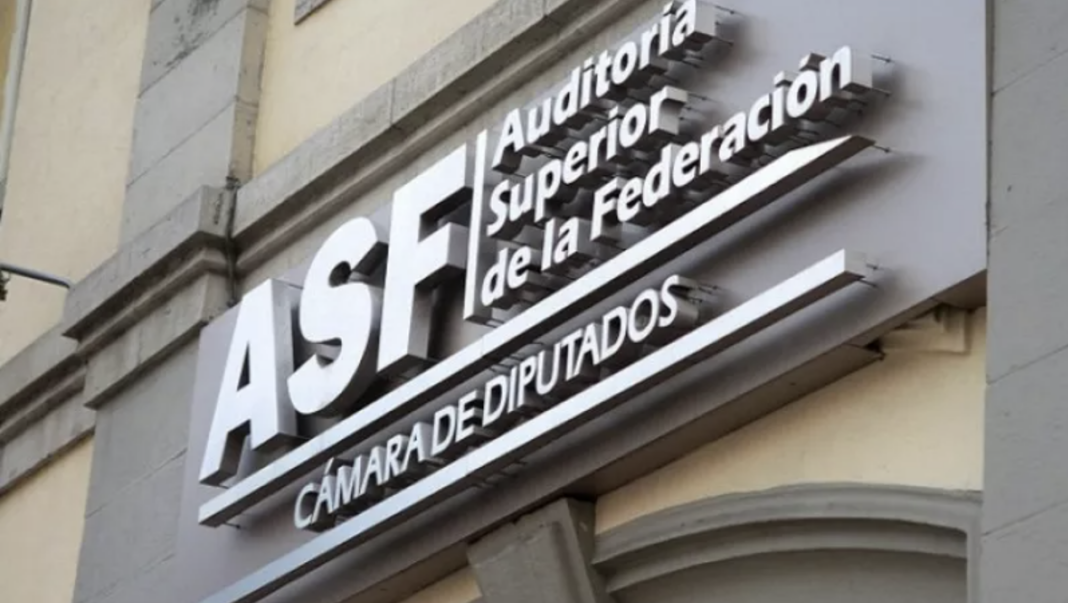 ASF
Auditoría
Superior
de la Federación
CÁMARA DE DIPUTADOS